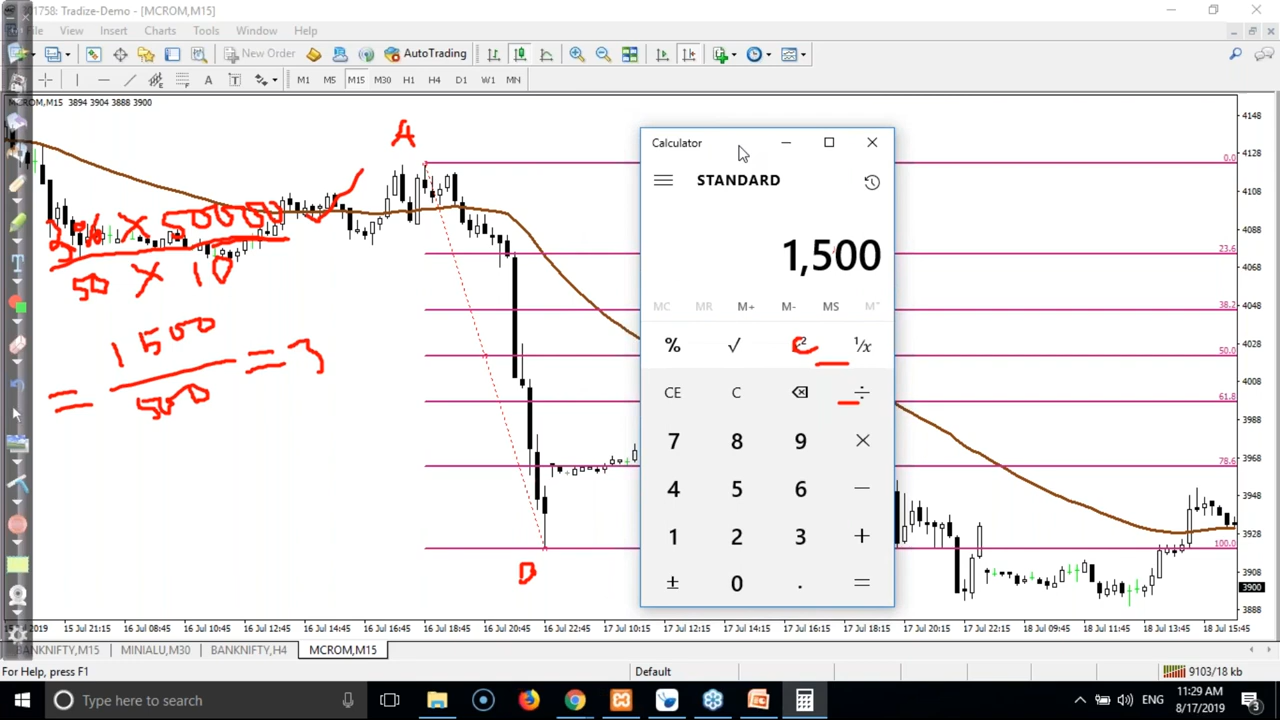 1758: Tradize-Demo - [MCROM,M15]
File View Insert Charts Tools Window Help
New Order AutoTrading
M1 M5 M15 M30 H1 H4 D1 W1 MN
MCROM,M15 3894 3904 3888 3900
A
3% X 50000
50 X 10
= 1500
500
= 3
B
Calculator
STANDARD
1,500
MC MR M+ M- MS M
% √ C ¹/x
CE C ÷
7 8 9 ×
4 5 6 −
1 2 3 +
± 0 . =
0.0
23.6
38.2
50.0
61.8
78.6
100.0
4148
4128
4108
4088
4068
4048
4028
4008
3988
3968
3948
3928
3908
3900
3888
2019 15 Jul 21:15 16 Jul 08:45 16 Jul 10:45 16 Jul 12:45 16 Jul 14:45 16 Jul 16:45 16 Jul 18:45 16 Jul 20:45 16 Jul 22:45 17 Jul 10:15 17 Jul 12:15 17 Jul 14:15 17 Jul 16:15 17 Jul 18:15 17 Jul 20:15 17 Jul 22:15 18 Jul 09:45 18 Jul 11:45 18 Jul 13:45 18 Jul 15:45
BANKNIFTY,M15 MINIALU,M30 BANKNIFTY,H4 MCROM,M15
For Help, press F1 Default 9103/18 kb
Type here to search ENG 11:29 AM
8/17/2019 3